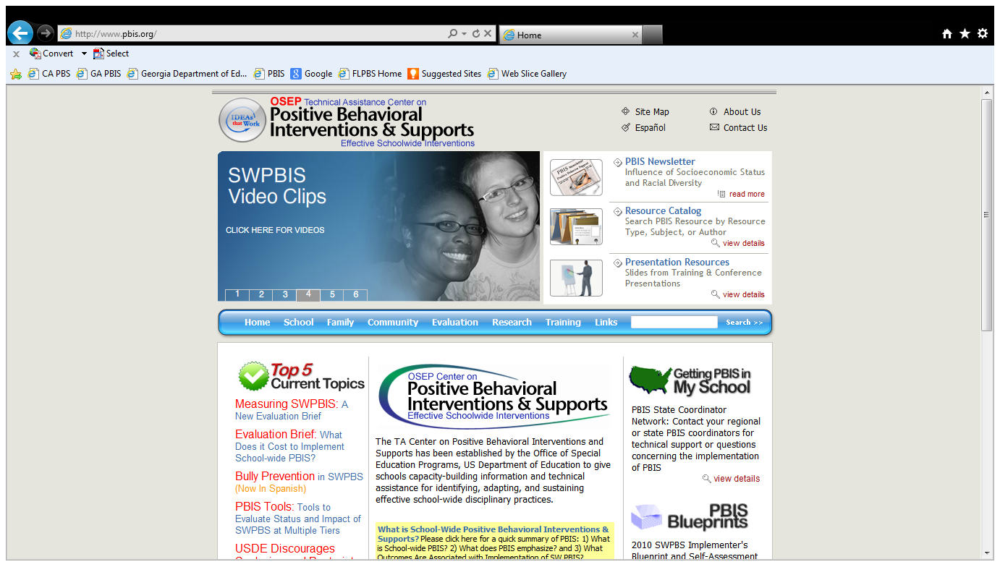 http://www.pbis.org/
Home
x Convert Select
CA PBS GA PBIS Georgia Department of Ed... PBIS Google FLPBS Home Suggested Sites Web Slice Gallery
IDEAs
that Work
OSEP Technical Assistance Center on
Positive Behavioral
Interventions & Supports
Effective Schoolwide Interventions
Site Map
About Us
Español
Contact Us
SWPBIS
Video Clips
CLICK HERE FOR VIDEOS
1 2 3 4 5 6
PBIS Newsletter
PBIS Newsletter
Influence of Socioeconomic Status
and Racial Diversity
read more
Resource Catalog
Search PBIS Resource by Resource
Type, Subject, or Author
view details
Presentation Resources
Slides from Training & Conference
Presentations
view details
Home School Family Community Evaluation Research Training Links Search >>
Top 5
Current Topics
Measuring SWPBIS: A
New Evaluation Brief
Evaluation Brief: What
Does it Cost to Implement
School-wide PBIS?
Bully Prevention in SWPBS
(Now In Spanish)
PBIS Tools: Tools to
Evaluate Status and Impact of
SWPBS at Multiple Tiers
USDE Discourages
OSEP Center on
Positive Behavioral
Interventions & Supports
Effective Schoolwide Interventions
The TA Center on Positive Behavioral Interventions and
Supports has been established by the Office of Special
Education Programs, US Department of Education to give
schools capacity-building information and technical
assistance for identifying, adapting, and sustaining
effective school-wide disciplinary practices.
What is School-Wide Positive Behavioral Interventions &
Supports? Please click here for a quick summary of PBIS: 1) What
is School-wide PBIS? 2) What does PBIS emphasize? and 3) What
Outcomes Are Associated with Implementation of SW PBIS?
Getting PBIS in
My School
PBIS State Coordinator
Network: Contact your regional
or state PBIS coordinators for
technical support or questions
concerning the implementation
of PBIS
view details
PBIS
Blueprints
2010 SWPBS Implementer's
Blueprint and Self-Assessment